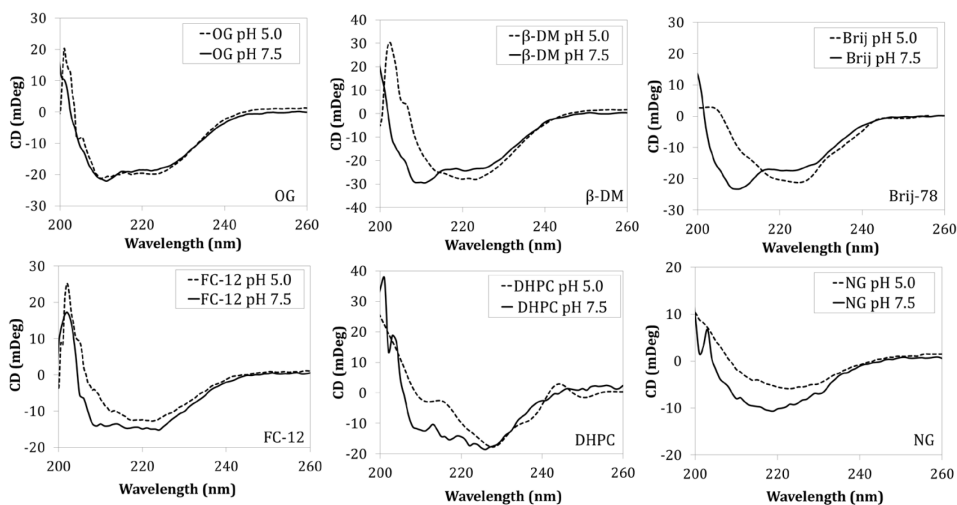 30
20
10
0
-10
-20
-30
CD (mDeg)
OG pH 5.0
OG pH 7.5
OG
200 220 240 260
Wavelength (nm)
40
30
20
10
0
-10
-20
-30
-40
CD (mDeg)
β-DM pH 5.0
β-DM pH 7.5
β-DM
200 220 240 260
Wavelength (nm)
30
20
10
0
-10
-20
-30
CD (mDeg)
Brij pH 5.0
Brij pH 7.5
Brij-78
200 220 240 260
Wavelength (nm)
30
20
10
0
-10
-20
CD (mDeg)
FC-12 pH 5.0
FC-12 pH 7.5
FC-12
200 220 240 260
Wavelength (nm)
40
30
20
10
0
-10
-20
CD (mDeg)
DHPC pH 5.0
DHPC pH 7.5
DHPC
200 220 240 260
Wavelength (nm)
20
10
0
-10
-20
CD (mDeg)
NG pH 5.0
NG pH 7.5
NG
200 220 240 260
Wavelength (nm)